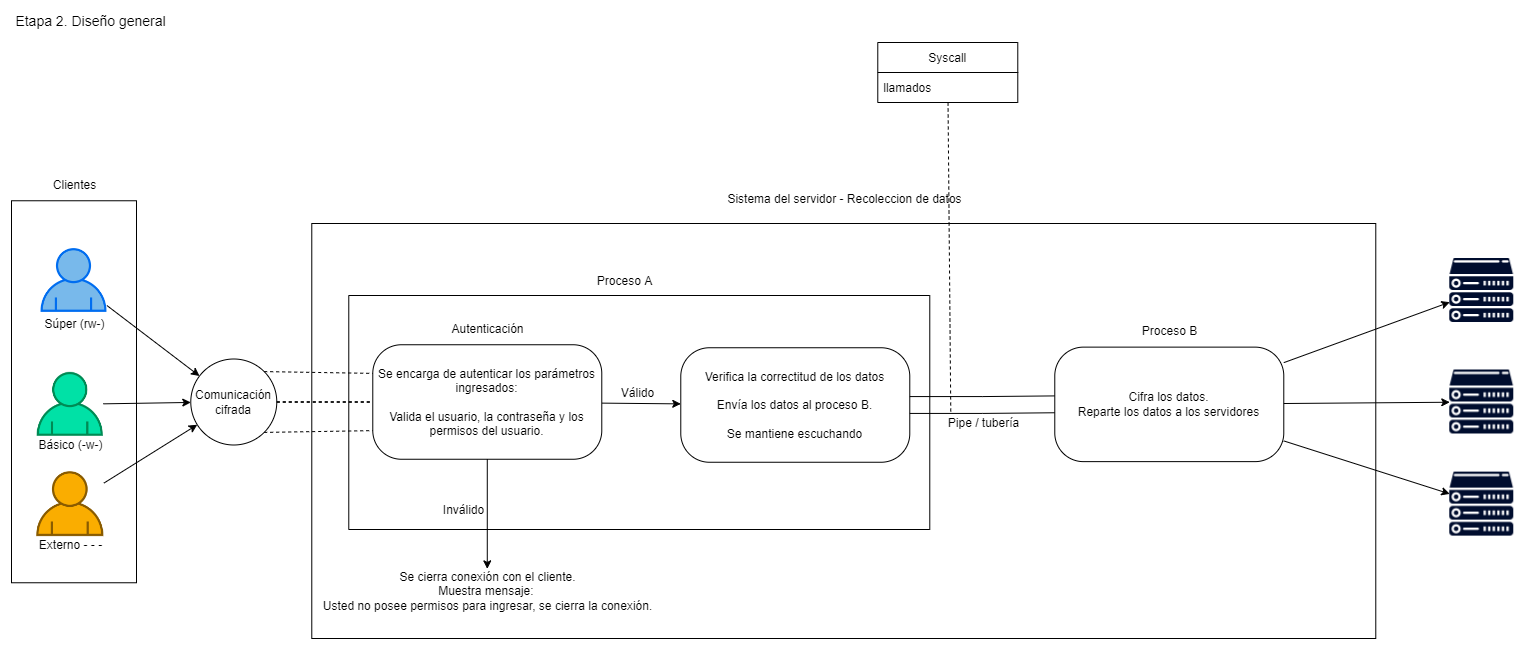 Etapa 2. Diseño general
Syscall
llamados
Clientes
Sistema del servidor - Recoleccion de datos
Proceso A
Súper (rw-)
Autenticación
Proceso B
Se encarga de autenticar los parámetros
ingresados:
Valida el usuario, la contraseña y los
permisos del usuario.
Válido
Verifica la correctitud de los datos
Envía los datos al proceso B.
Se mantiene escuchando
Comunicación
cifrada
Cifra los datos.
Reparte los datos a los servidores
Pipe / tubería
Básico (-w-)
Inválido
Externo - - -
Se cierra conexión con el cliente.
Muestra mensaje:
Usted no posee permisos para ingresar, se cierra la conexión.